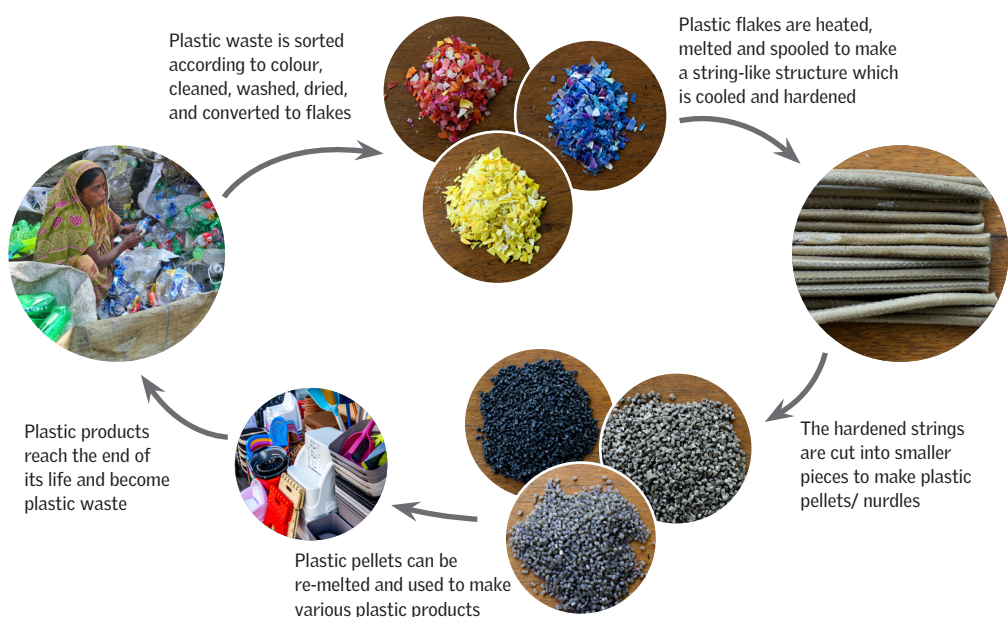 Plastic waste is sorted
according to colour,
cleaned, washed, dried,
and converted to flakes
Plastic flakes are heated,
melted and spooled to make
a string-like structure which
is cooled and hardened
The hardened strings
are cut into smaller
pieces to make plastic
pellets/ nurdles
Plastic pellets can be
re-melted and used to make
various plastic products
Plastic products
reach the end of
its life and become
plastic waste